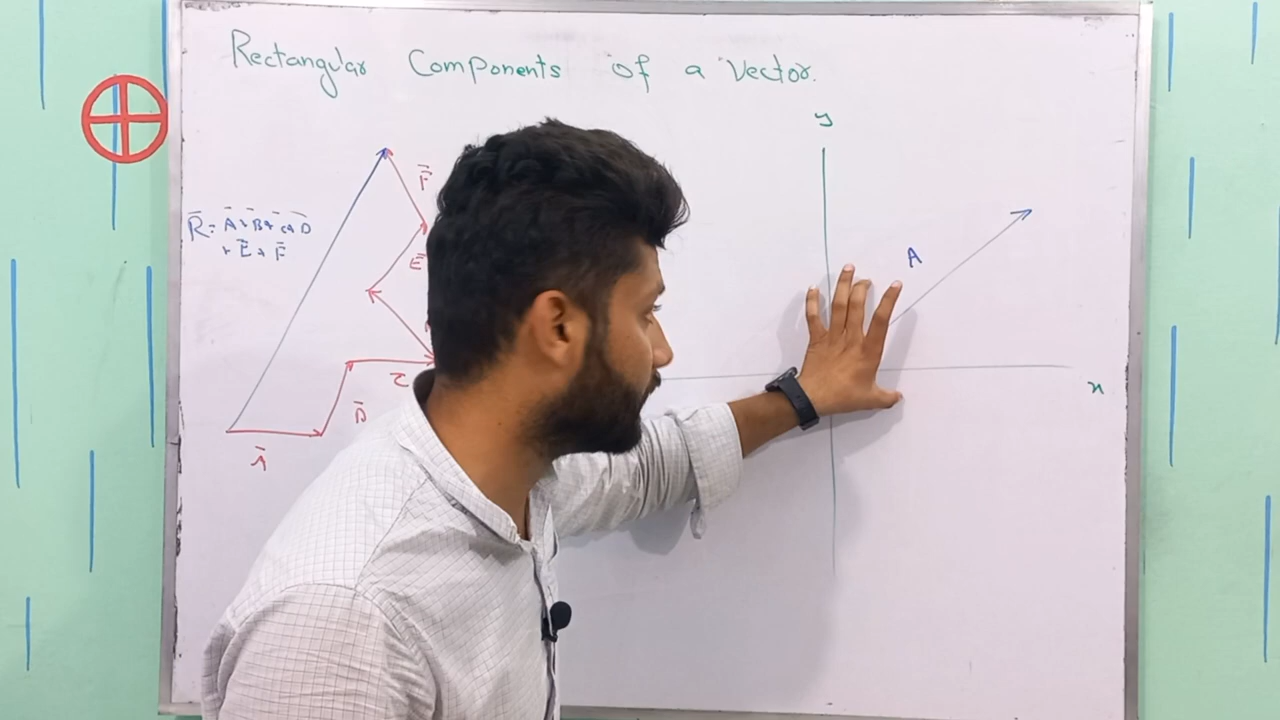 Rectangular Components of a Vector.
y
F
R = A + B + C + D
+ E + F
A
E
x
C
B
A